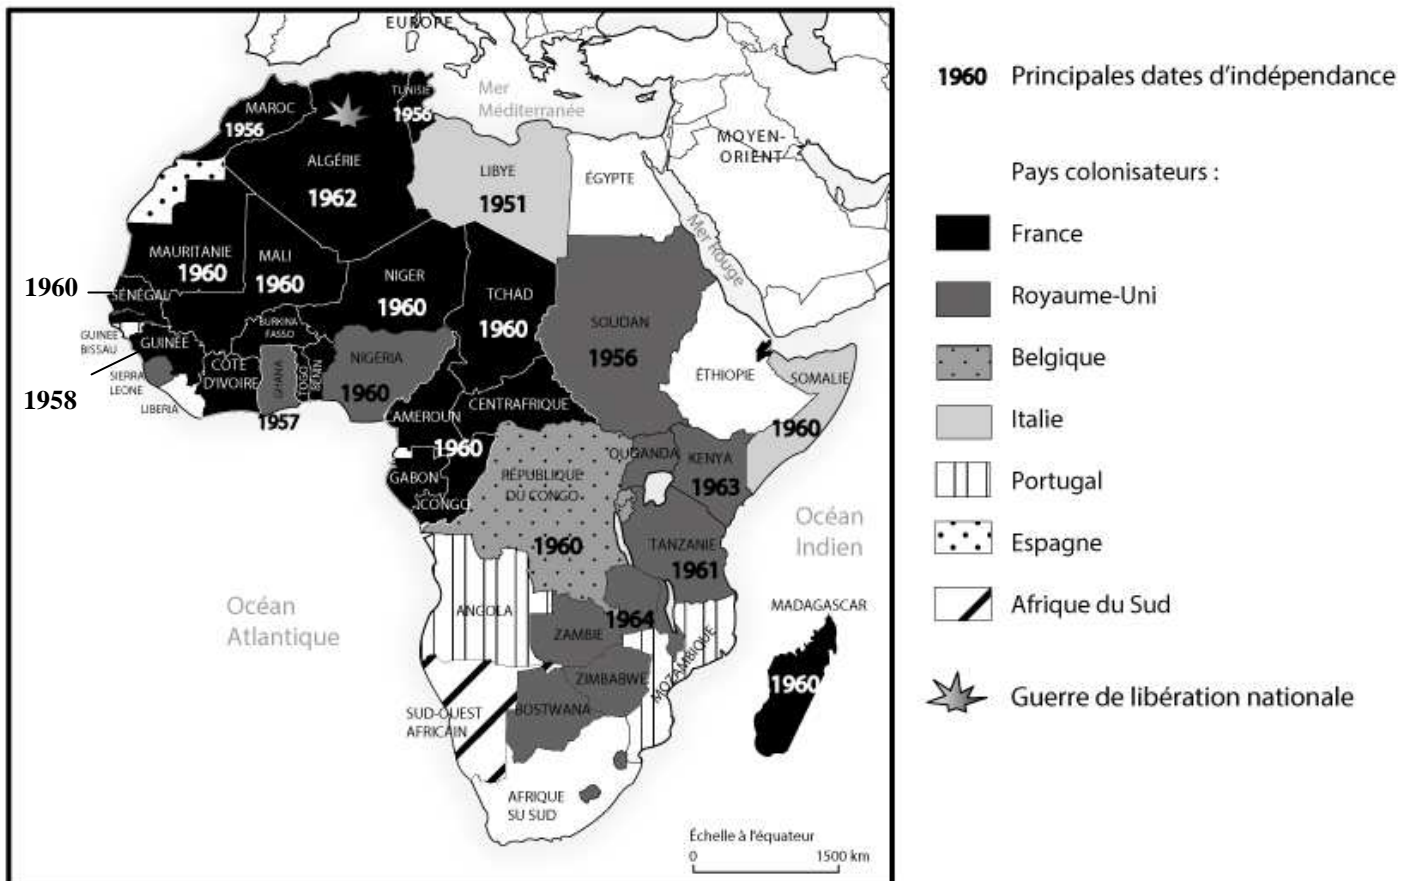 EUROPE
Mer
Méditerranée
MOYEN-
ORIENT
MAROC
1956
TUNISIE
1956
ALGÉRIE
1962
LIBYE
1951
ÉGYPTE
Mer Rouge
MAURITANIE
1960
MALI
1960
NIGER
1960
TCHAD
1960
SOUDAN
1956
1960
SÉNÉGAL
GUINEE
BISSAU
GUINÉE
BURKINA
FASSO
SIERRA
LEONE
1958
LIBERIA
CÔTE
D'IVOIRE
GHANA
1957
TOGO
BENIN
NIGERIA
1960
ÉTHIOPIE
SOMALIE
1960
CAMEROUN
CENTRAFRIQUE
1960
GABON
CONGO
RÉPUBLIQUE
DU CONGO
1960
OUGANDA
KENYA
1963
TANZANIE
1961
Océan
Indien
Océan
Atlantique
ANGOLA
ZAMBIE
1964
MOZAMBIQUE
MADAGASCAR
1960
ZIMBABWE
BOSTWANA
SUD-OUEST
AFRICAIN
AFRIQUE
SU SUD
Échelle à l'équateur
0 1500 km
1960 Principales dates d'indépendance
Pays colonisateurs :
France
Royaume-Uni
Belgique
Italie
Portugal
Espagne
Afrique du Sud
Guerre de libération nationale